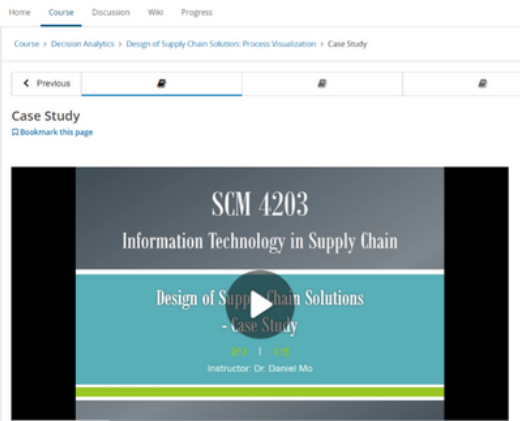 Home Course Discussion Wiki Progress
Course > Decision Analytics > Design of Supply Chain Solution: Process Visualization > Case Study
Previous
Case Study
Bookmark this page
SCM 4203
Information Technology in Supply Chain
Design of Supply Chain Solutions
- Case Study
Instructor: Dr. Daniel Mo